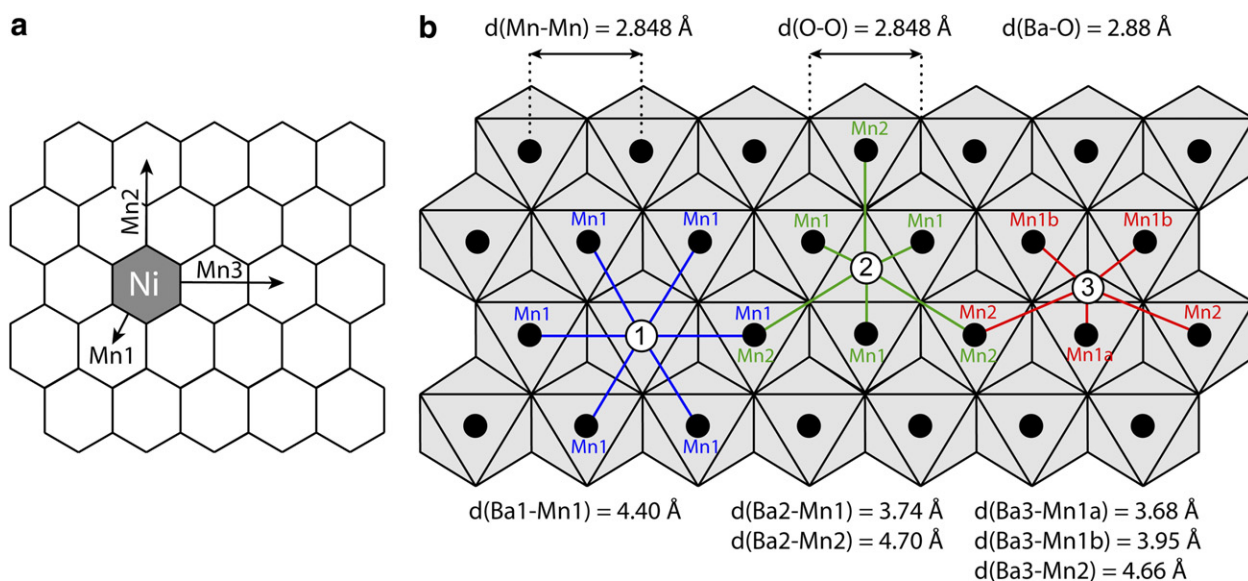 a
b
d(Mn-Mn) = 2.848 Å
d(O-O) = 2.848 Å
d(Ba-O) = 2.88 Å
Mn2
Ni
Mn3
Mn1
Mn2
Mn1
Mn1
Mn1
Mn1
Mn1b
Mn1b
2
3
Mn1
Mn1
Mn2
Mn2
1
Mn2
Mn1
Mn2
Mn1a
Mn1
Mn1
d(Ba1-Mn1) = 4.40 Å
d(Ba2-Mn1) = 3.74 Å
d(Ba3-Mn1a) = 3.68 Å
d(Ba2-Mn2) = 4.70 Å
d(Ba3-Mn1b) = 3.95 Å
d(Ba3-Mn2) = 4.66 Å